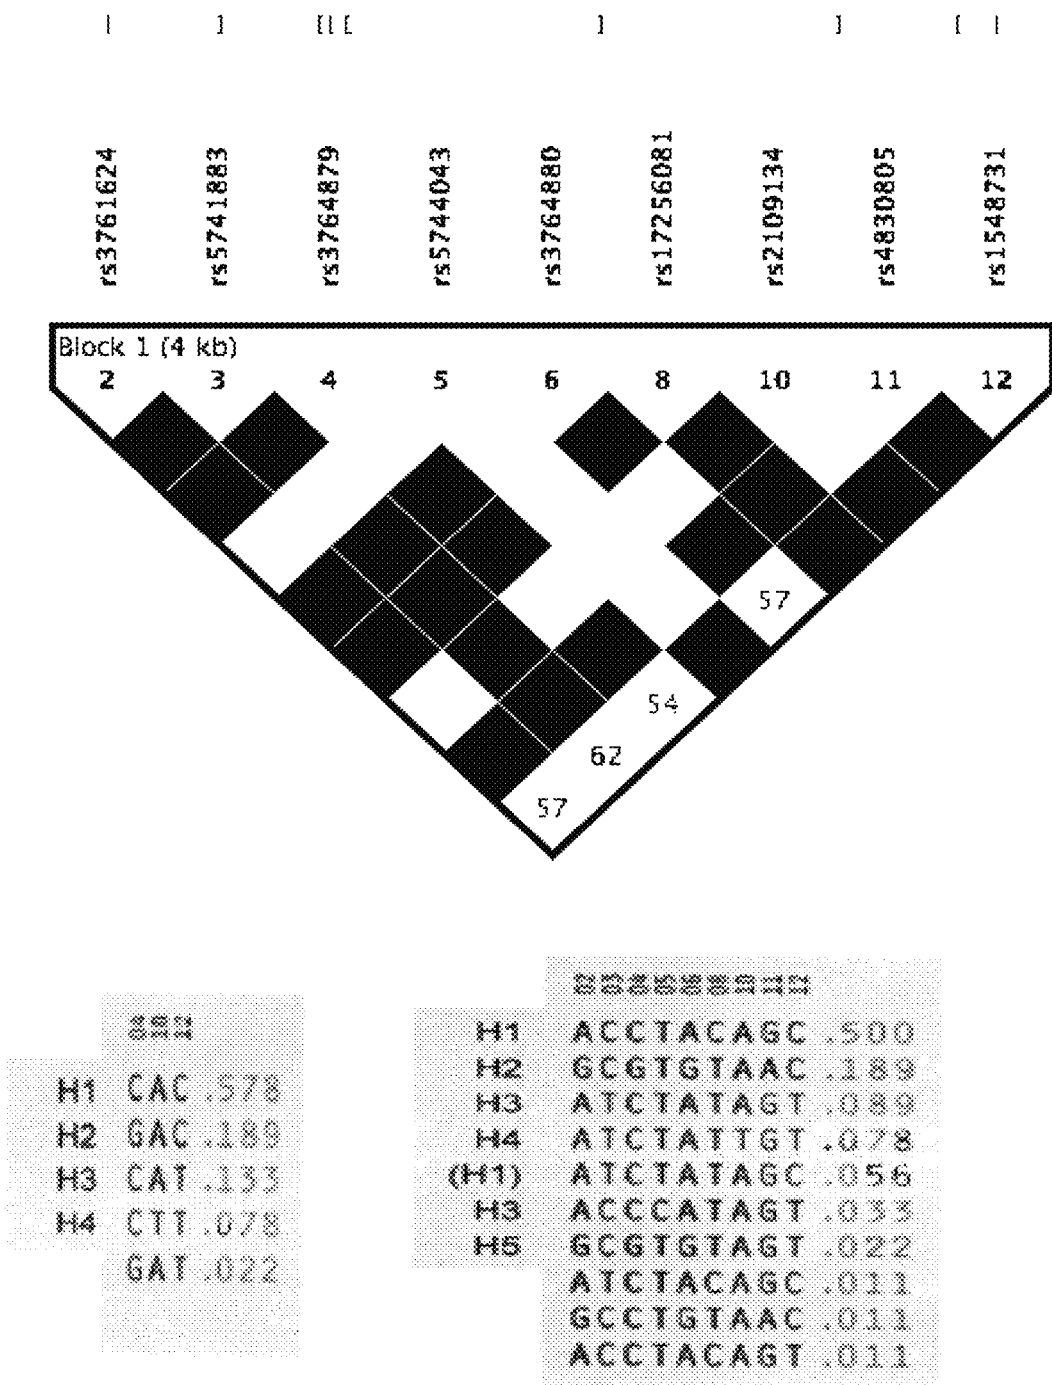 rs3761624 rs5741883 rs3764879 rs5744043 rs3764880 rs17256081 rs2109134 rs4830805 rs1548731
Block 1 (4 kb)
2 3 4 5 6 8 10 11 12
57
54
62
57
H1 CAC .578
H2 GAC .189
H3 CAT .133
H4 CTT .078
GAT .022
H1 ACCTACAGC .500
H2 GCGTGTAAC .189
H3 ATCTATAGT .089
H4 ATCTATTGT .078
(H1) ATCTATAGC .056
H3 ACCCATAGT .033
H5 GCGTGTAGT .022
ATCTACAGC .011
GCCTGTAAC .011
ACCTACAGT .011